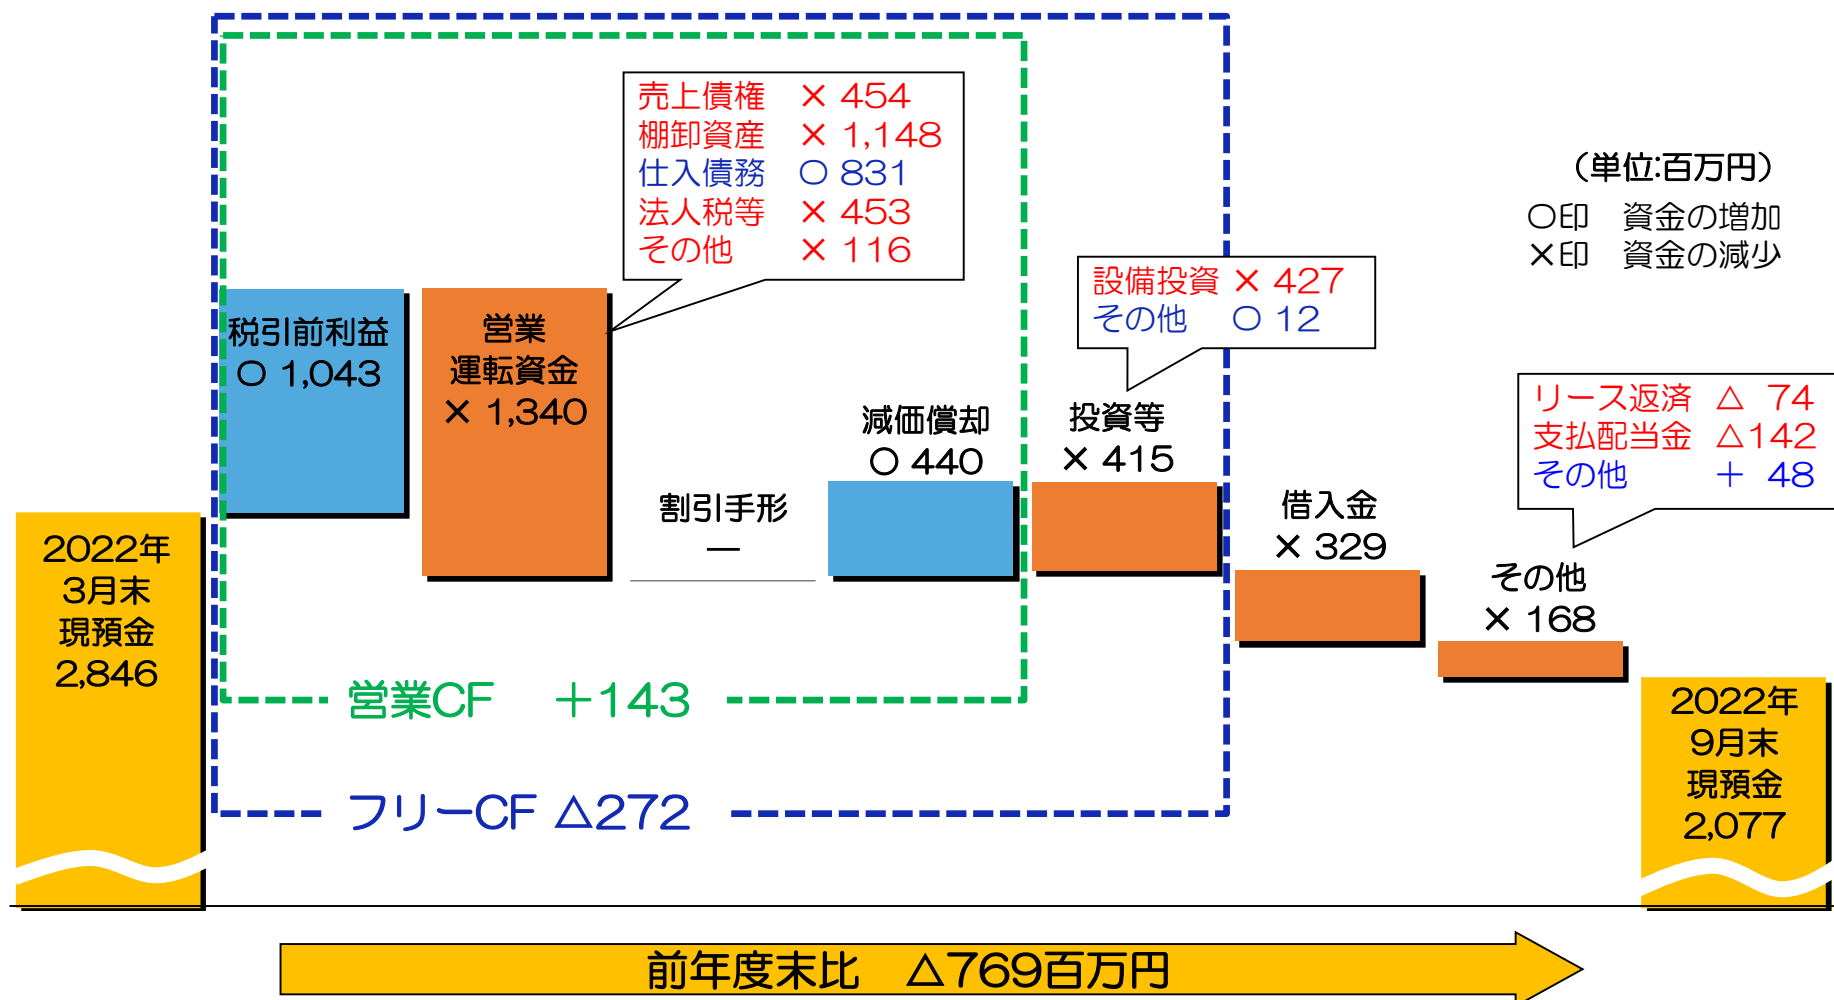 売上債権 × 454
棚卸資産 × 1,148
仕入債務 〇 831
法人税等 × 453
その他 × 116
(単位:百万円)
〇印 資金の増加
×印 資金の減少
設備投資 × 427
その他 〇 12
リース返済 △ 74
支払配当金 △142
その他 + 48
税引前利益
〇 1,043
営業
運転資金
× 1,340
割引手形
―
減価償却
〇 440
投資等
× 415
借入金
× 329
その他
× 168
2022年
3月末
現預金
2,846
営業CF +143
フリーCF △272
2022年
9月末
現預金
2,077
前年度末比 △769百万円